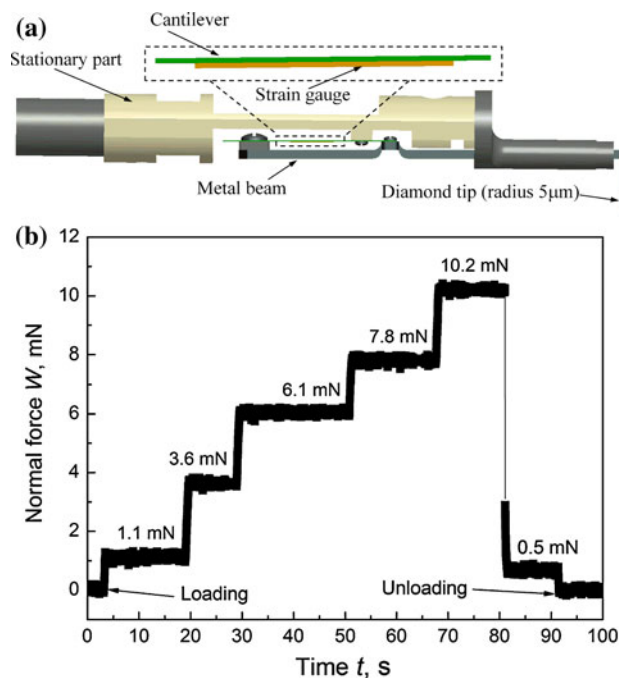 (a)
Cantilever
Stationary part
Strain gauge
Metal beam
Diamond tip (radius 5μm)
(b)
12
10
8
6
4
2
0
Normal force W, mN
1.1 mN
3.6 mN
6.1 mN
7.8 mN
10.2 mN
0.5 mN
Loading
Unloading
0 10 20 30 40 50 60 70 80 90 100
Time t, s